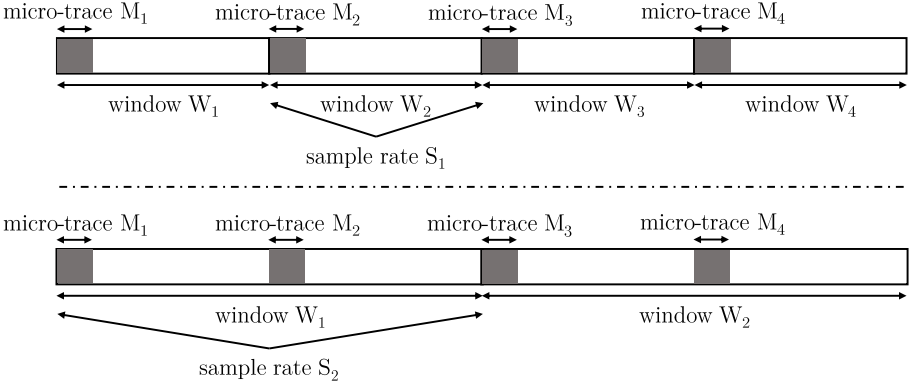 micro-trace M1 micro-trace M2 micro-trace M3 micro-trace M4
window W1 window W2 window W3 window W4
sample rate S1
micro-trace M1 micro-trace M2 micro-trace M3 micro-trace M4
window W1 window W2
sample rate S2